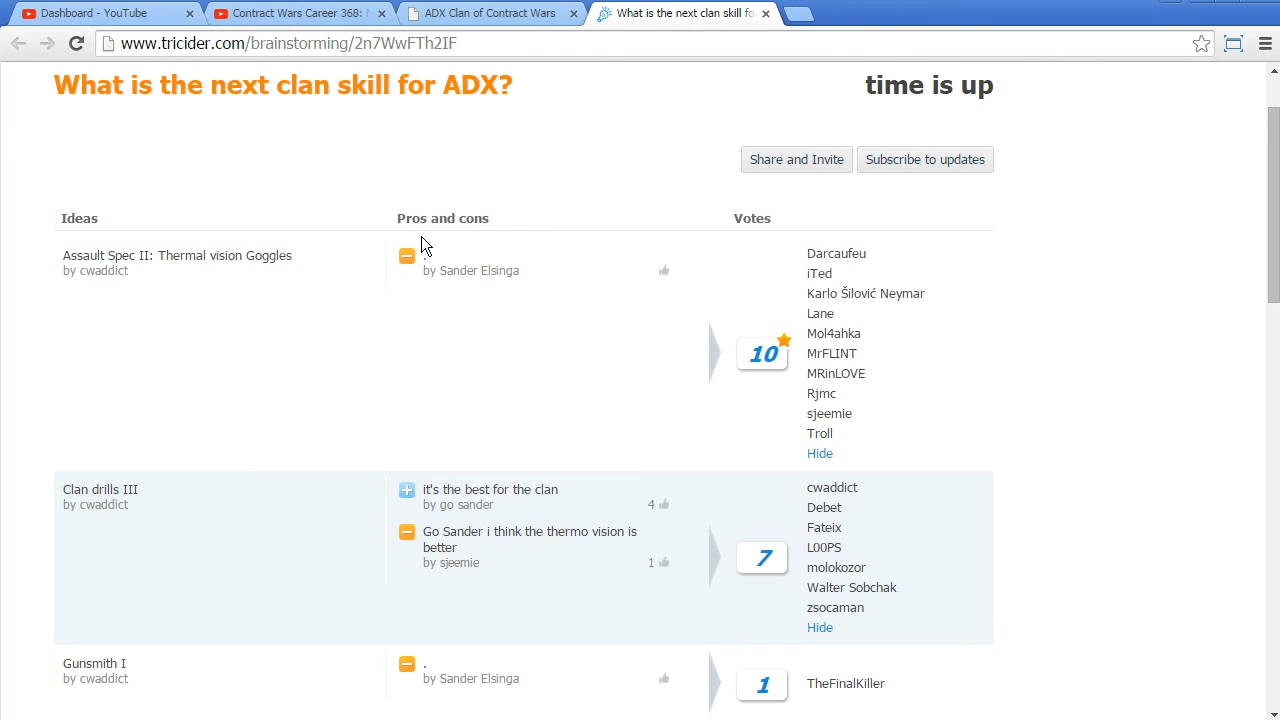 Dashboard - YouTube
Contract Wars Career 368:
ADX Clan of Contract Wars
What is the next clan skill fo
www.tricider.com/brainstorming/2n7WwFTh2IF
What is the next clan skill for ADX?
time is up
Share and Invite
Subscribe to updates
Ideas
Pros and cons
Votes
Assault Spec II: Thermal vision Goggles
by cwaddict
.
by Sander Elsinga
10
Darcaufeu
iTed
Karlo Šilović Neymar
Lane
Mol4ahka
MrFLINT
MRinLOVE
Rjmc
sjeemie
Troll
Hide
Clan drills III
by cwaddict
it's the best for the clan
by go sander
4
Go Sander i think the thermo vision is
better
by sjeemie
1
7
cwaddict
Debet
Fateix
L00PS
molokozor
Walter Sobchak
zsocaman
Hide
Gunsmith I
by cwaddict
.
by Sander Elsinga
1
TheFinalKiller